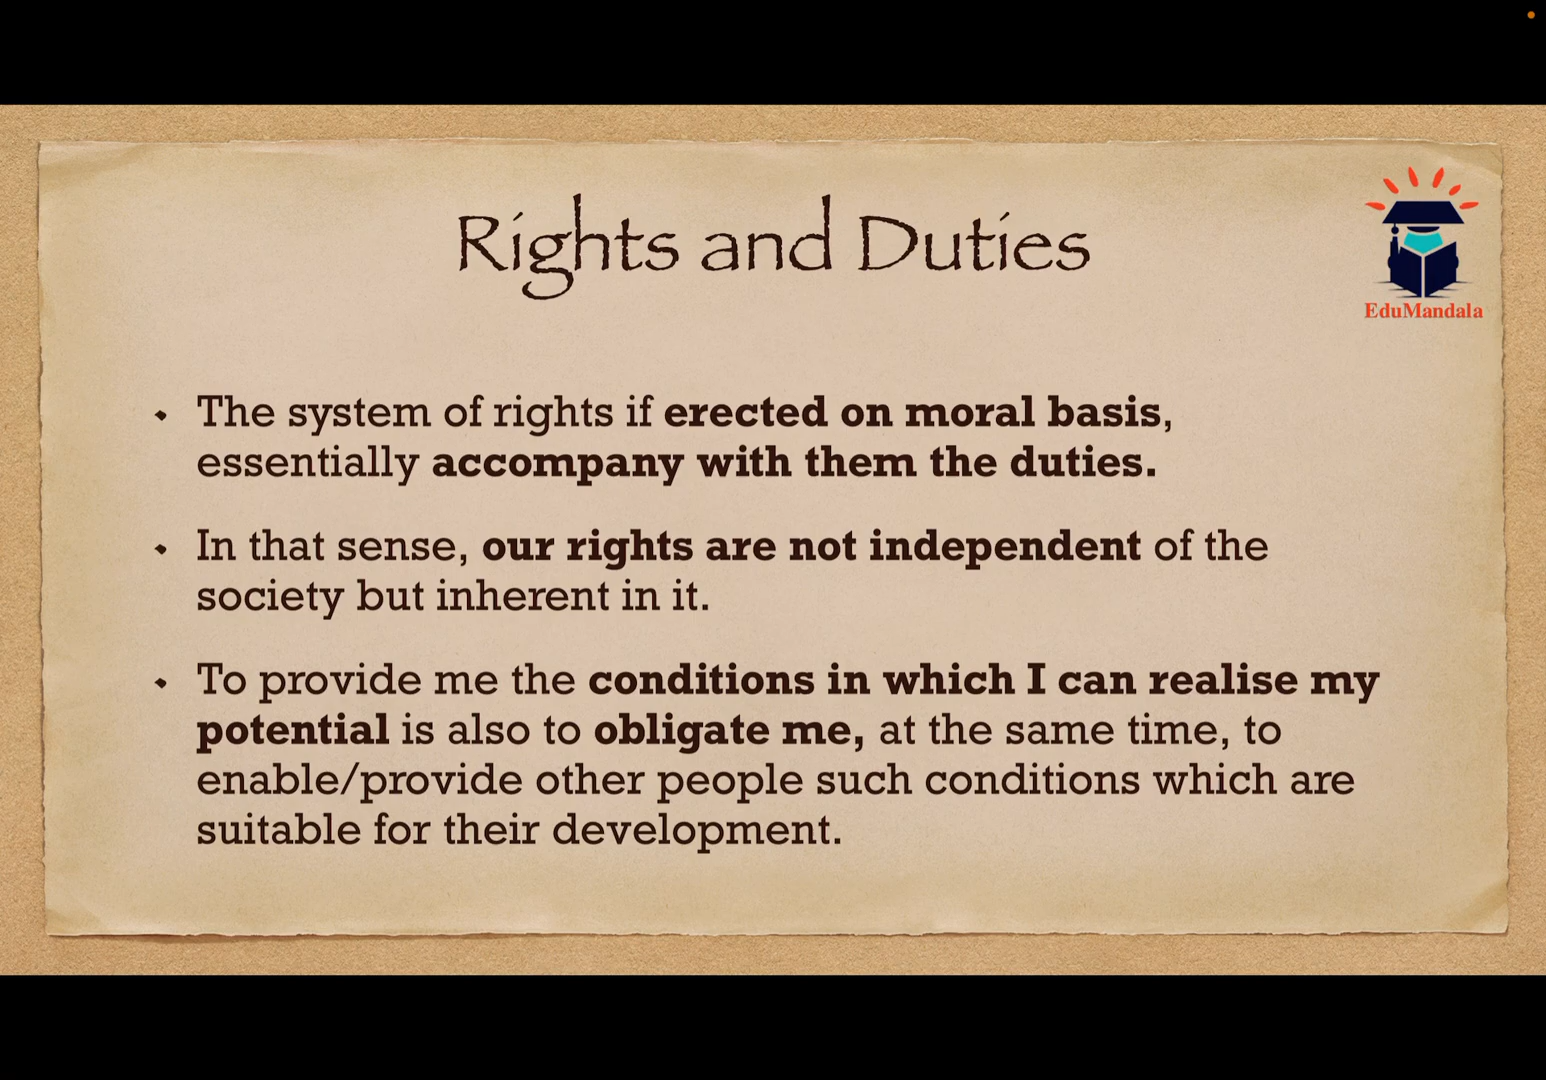 Rights and Duties
EduMandala
The system of rights if erected on moral basis,
essentially accompany with them the duties.
In that sense, our rights are not independent of the
society but inherent in it.
To provide me the conditions in which I can realise my
potential is also to obligate me, at the same time, to
enable/provide other people such conditions which are
suitable for their development.